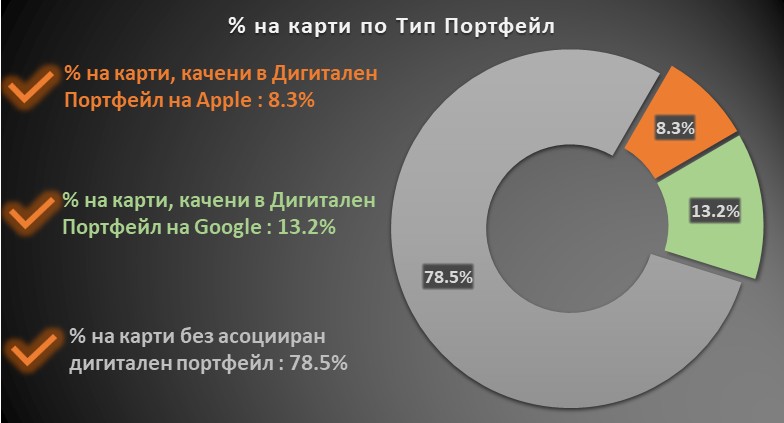 % на карти по Тип Портфейл
% на карти, качени в Дигитален
Портфейл на Apple : 8.3%
% на карти, качени в Дигитален
Портфейл на Google : 13.2%
% на карти без асоцииран
дигитален портфейл : 78.5%
8.3%
13.2%
78.5%